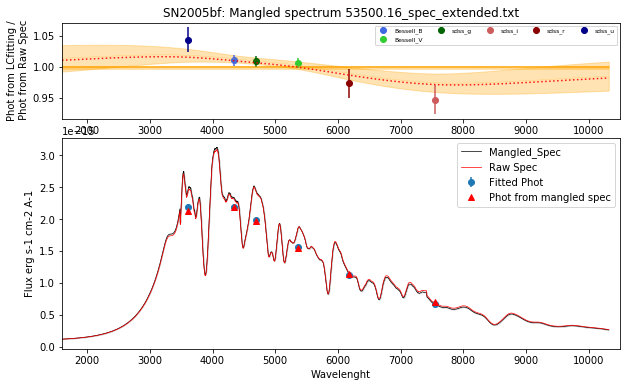 SN2005bf: Mangled spectrum 53500.16_spec_extended.txt
Phot from LCfitting /
Phot from Raw Spec
1.05
1.00
0.95
Bessell_B
Bessell_V
sdss_g
sdss_i
sdss_r
sdss_u
2000 3000 4000 5000 6000 7000 8000 9000 10000
1e-15
Flux erg s-1 cm-2 A-1
3.0
2.5
2.0
1.5
1.0
0.5
0.0
Mangled_Spec
Raw Spec
Fitted Phot
Phot from mangled spec
2000 3000 4000 5000 6000 7000 8000 9000 10000
Wavelenght